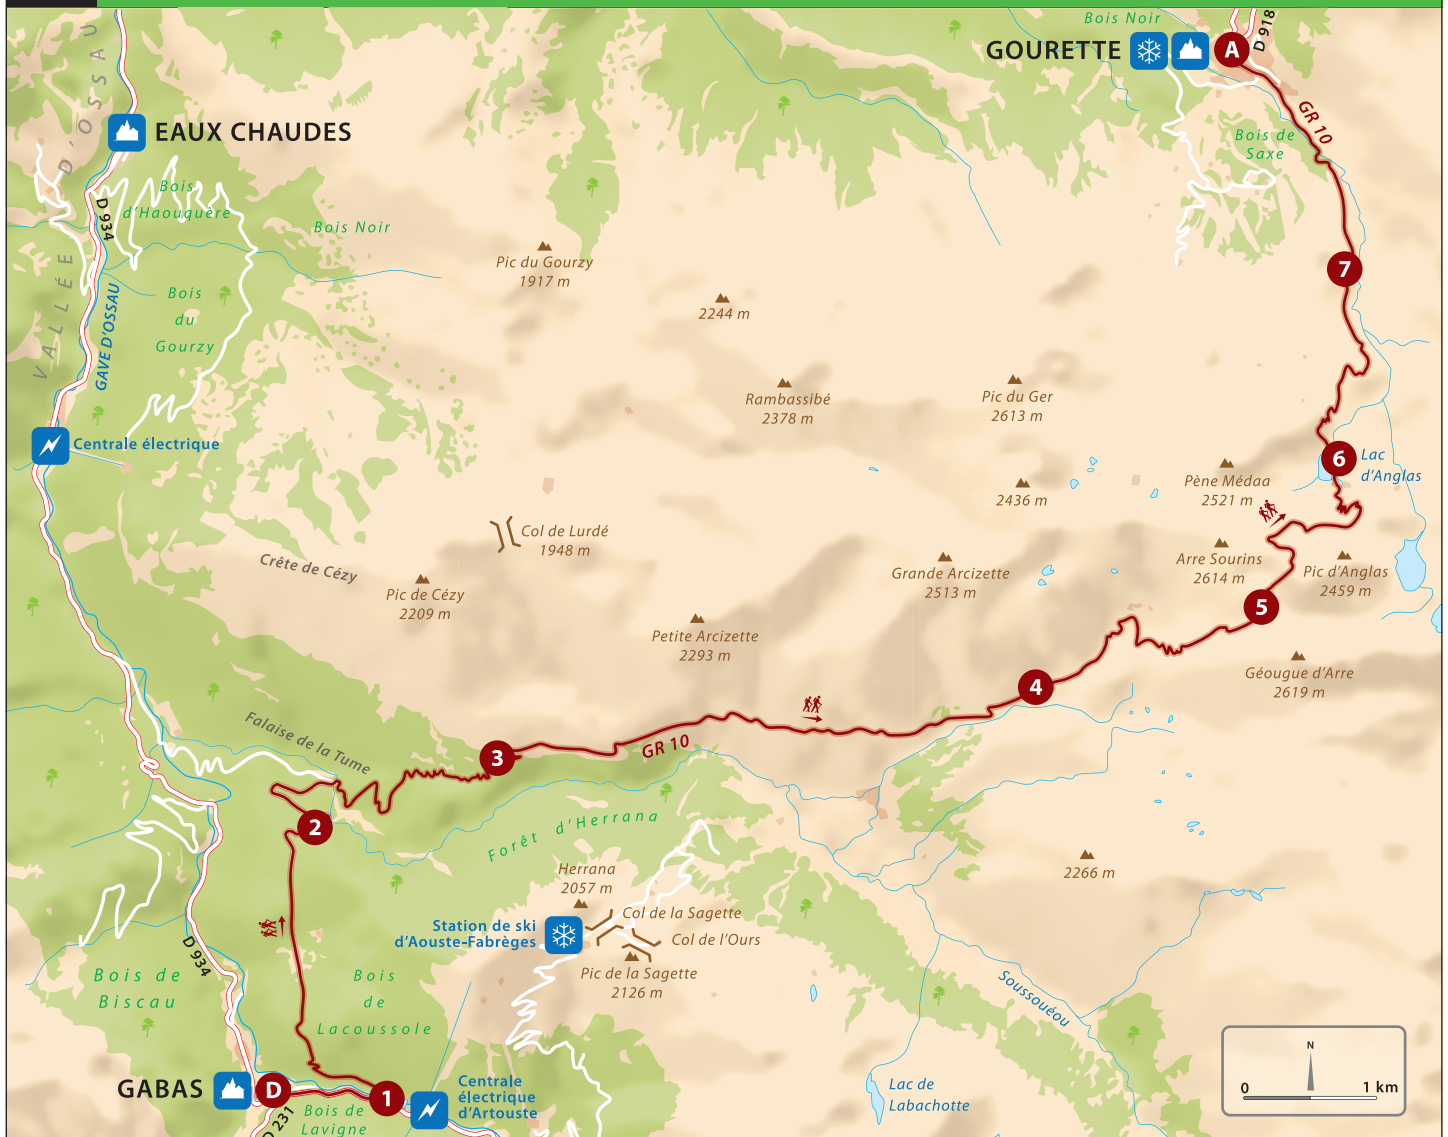 Bois Noir
GOURETTE
A
D 918
VALLÉE D'OSSAU
EAUX CHAUDES
GR 10
Bois de
Saxe
Bois
d'Haouquère
D 934
Bois Noir
Pic du Gourzy
1917 m
7
Bois
du
Gourzy
GAVE D'OSSAU
2244 m
Rambassibé
2378 m
Pic du Ger
2613 m
Centrale électrique
6
Lac
d'Anglas
Pène Médaa
2521 m
2436 m
Col de Lurdé
1948 m
Crête de Cézy
Pic de Cézy
2209 m
Grande Arcizette
2513 m
Arre Sourins
2614 m
Pic d'Anglas
2459 m
5
Petite Arcizette
2293 m
Géougue d'Arre
2619 m
4
Falaise de la Tume
3
GR 10
2
Forêt d'Herrana
Herrana
2057 m
2266 m
Station de ski
d'Aouste-Fabrèges
Col de la Sagette
Col de l'Ours
Pic de la Sagette
2126 m
D 934
Bois de
Biscau
Bois
de
Lacoussole
Soussouéou
N
0
1 km
GABAS
D
1
Centrale
électrique
d'Artouste
Lac de
Labachotte
D 231
Bois de
Lavigne